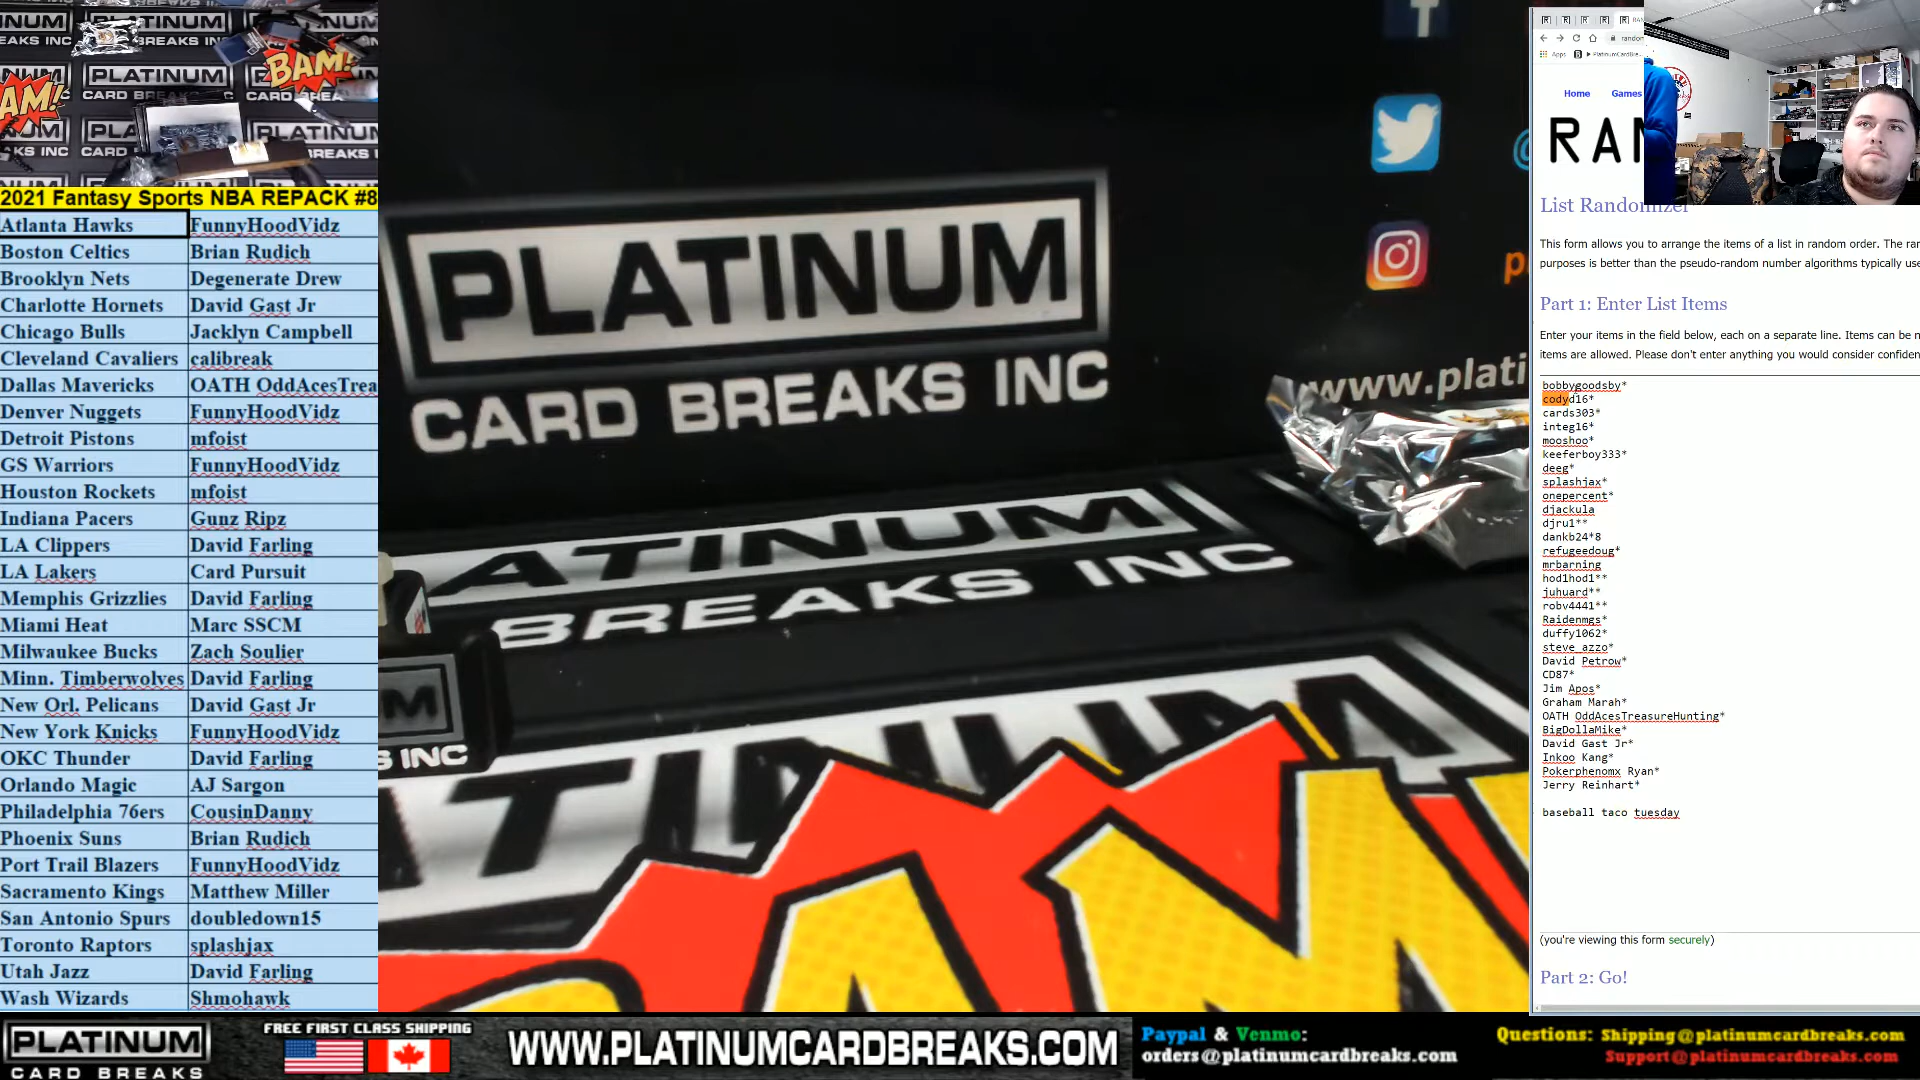 PLATINUM
CARD BREAKS INC
BAM!
2021 Fantasy Sports NBA REPACK #8
Atlanta Hawks FunnyHoodVidz
Boston Celtics Brian Rudich
Brooklyn Nets Degenerate Drew
Charlotte Hornets David Gast Jr
Chicago Bulls Jacklyn Campbell
Cleveland Cavaliers calibreak
Dallas Mavericks OATH OddAcesTrea
Denver Nuggets FunnyHoodVidz
Detroit Pistons mfoist
GS Warriors FunnyHoodVidz
Houston Rockets mfoist
Indiana Pacers Gunz Ripz
LA Clippers David Farling
LA Lakers Card Pursuit
Memphis Grizzlies David Farling
Miami Heat Marc SSCM
Milwaukee Bucks Zach Soulier
Minn. Timberwolves David Farling
New Orl. Pelicans David Gast Jr
New York Knicks FunnyHoodVidz
OKC Thunder David Farling
Orlando Magic AJ Sargon
Philadelphia 76ers CousinDanny
Phoenix Suns Brian Rudich
Port Trail Blazers FunnyHoodVidz
Sacramento Kings Matthew Miller
San Antonio Spurs doubledown15
Toronto Raptors splashjax
Utah Jazz David Farling
Wash Wizards Shmohawk
PLATINUM
CARD BREAKS INC
www.plati
ATINUM
BREAKS INC
S INC
Apps PlatinumCardBre
Home Games
RAN
List Randomizer
This form allows you to arrange the items of a list in random order. The ran
purposes is better than the pseudo-random number algorithms typically use
Part 1: Enter List Items
Enter your items in the field below, each on a separate line. Items can be n
items are allowed. Please don't enter anything you would consider confiden
bobbygoodsby*
codyd16*
cards303*
integ16*
mooshoo*
keeferboy333*
deeg*
splashjax*
onepercent*
djackula
djru1**
dankb24*8
refugeedoug*
mrbarning
hod1hod1**
juhuard**
robv4441**
Raidenmgs*
duffy1062*
steve_azzo*
David Petrow*
CD87*
Jim Apos*
Graham Marah*
OATH OddAcesTreasureHunting*
BigDollaMike*
David Gast Jr*
Inkoo Kang*
Pokerphenomx Ryan*
Jerry Reinhart*
baseball taco tuesday
(you're viewing this form securely)
Part 2: Go!
PLATINUM
CARD BREAKS
FREE FIRST CLASS SHIPPING
WWW.PLATINUMCARDBREAKS.COM
Paypal & Venmo:
orders@platinumcardbreaks.com
Questions: Shipping@platinumcardbreaks.com
Support@platinumcardbreaks.com